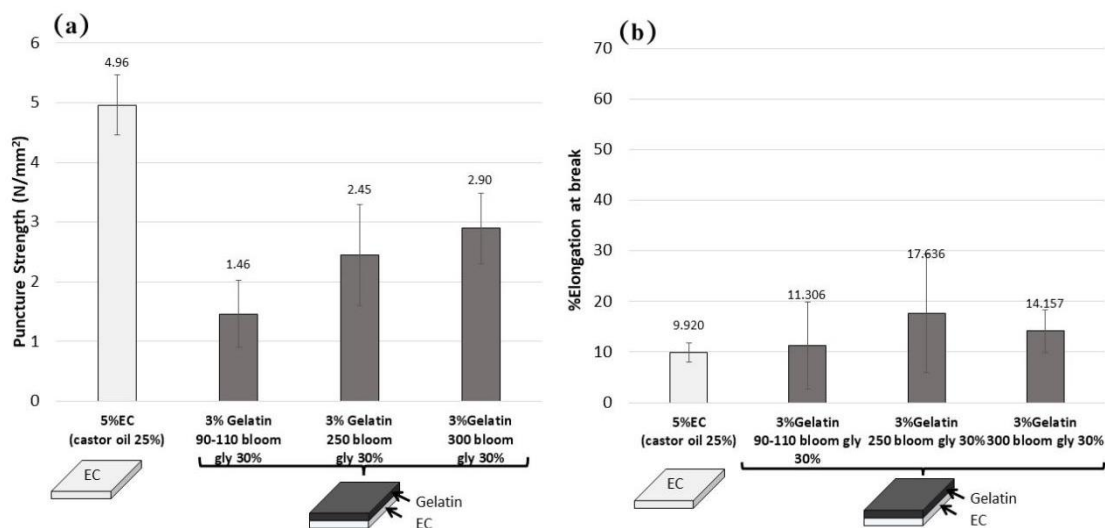 (a)
Puncture Strength (N/mm²)
6
5
4
3
2
1
0
4.96
1.46
2.45
2.90
5%EC
(castor oil 25%)
3% Gelatin
90-110 bloom
gly 30%
3% Gelatin
250 bloom
gly 30%
3%Gelatin
300 bloom
gly 30%
EC
Gelatin
EC
(b)
%Elongation at break
70
60
50
40
30
20
10
0
9.920
11.306
17.636
14.157
5%EC
(castor oil 25%)
3%Gelatin
90-110 bloom gly
30%
3%Gelatin
250 bloom gly 30%
3%Gelatin
300 bloom gly 30%
EC
Gelatin
EC